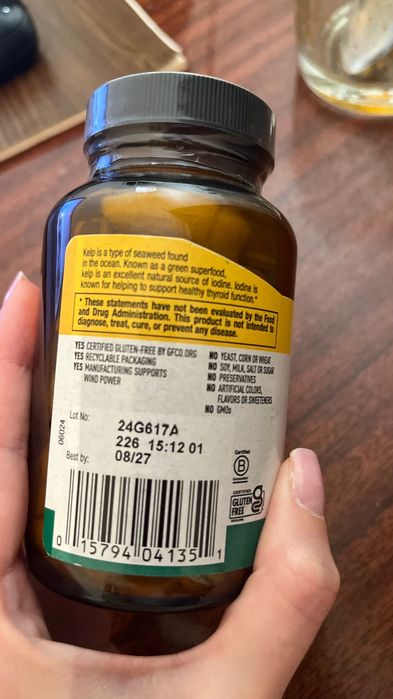 Kelp is a type of seaweed found
in the ocean. Known as a green superfood,
kelp is an excellent natural source of iodine. Iodine is
known for helping to support healthy thyroid function.*
* These statements have not been evaluated by the Food
and Drug Administration. This product is not intended to
diagnose, treat, cure, or prevent any disease.
YES CERTIFIED GLUTEN-FREE BY GFCO.ORG
YES RECYCLABLE PACKAGING
YES MANUFACTURING SUPPORTS
WIND POWER
NO YEAST, CORN OR WHEAT
NO SOY, MILK, SALT OR SUGAR
NO PRESERVATIVES
NO ARTIFICIAL COLORS,
FLAVORS OR SWEETENERS
NO GMOs
06024
Lot No:
24G617A
226 15:12 01
Best by:
08/27
Certified
B
Corporation
CERTIFIED
GLUTEN
FREE
0 15794 04135 1